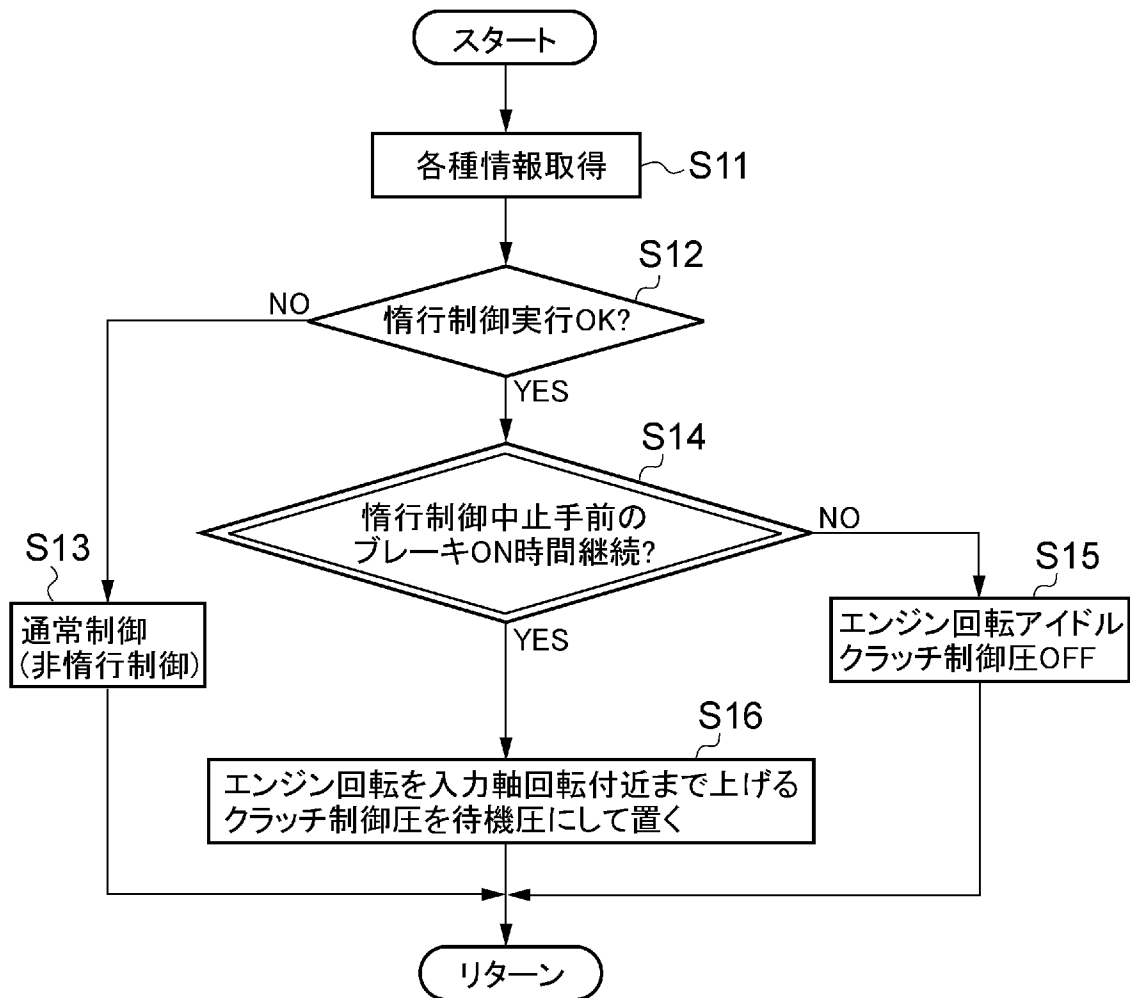 スタート
各種情報取得
S11
S12
惰行制御実行OK?
NO
YES
S14
惰行制御中止手前の
ブレーキON時間継続?
NO
YES
S13
通常制御
(非惰行制御)
S15
エンジン回転アイドル
クラッチ制御圧OFF
S16
エンジン回転を入力軸回転付近まで上げる
クラッチ制御圧を待機圧にして置く
リターン